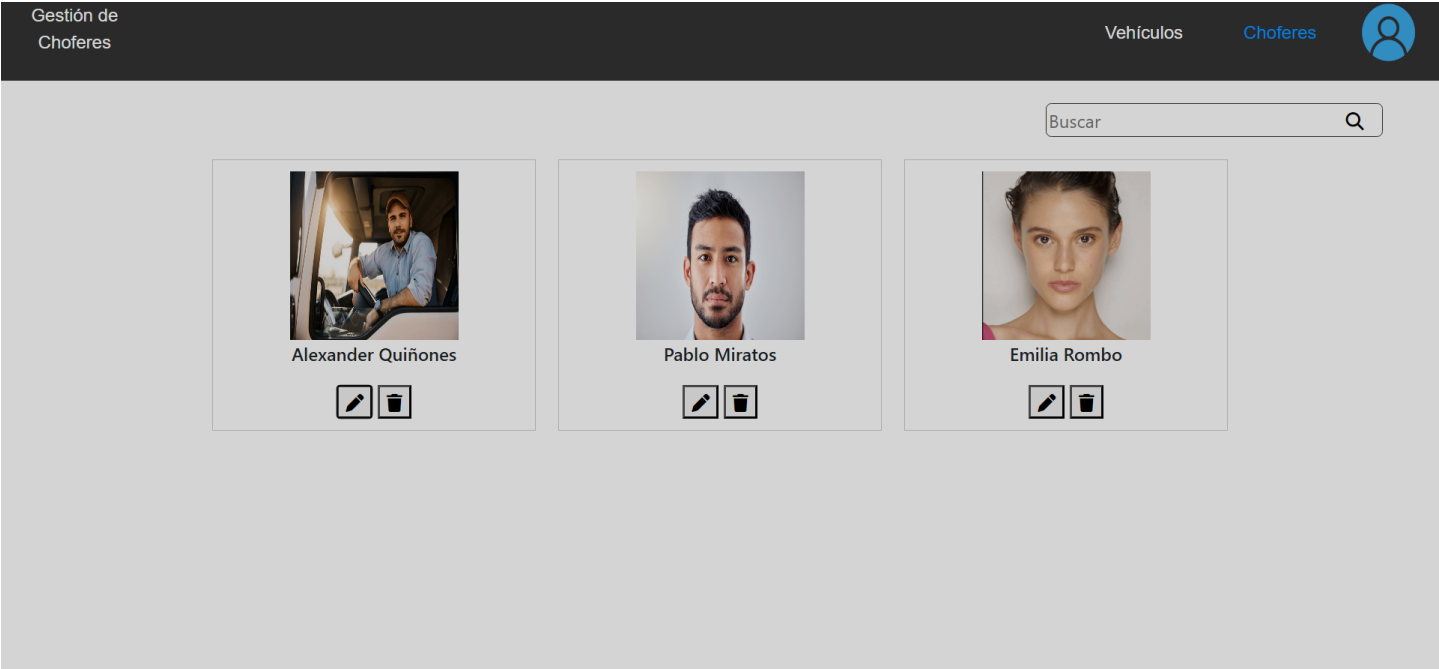 Gestión de
Choferes
Vehículos
Choferes
Buscar
Alexander Quiñones
Pablo Miratos
Emilia Rombo